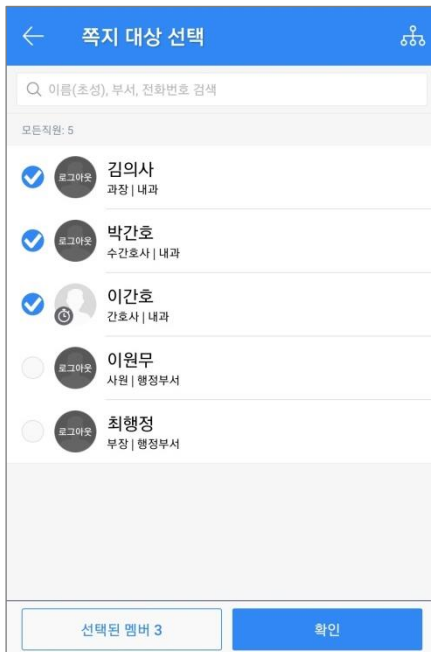 쪽지 대상 선택
이름(초성), 부서, 전화번호 검색
모든직원: 5
로그아웃
김의사
과장 | 내과
로그아웃
박간호
수간호사 | 내과
이간호
간호사 | 내과
로그아웃
이원무
사원 | 행정부서
로그아웃
최행정
부장 | 행정부서
선택된 멤버 3
확인